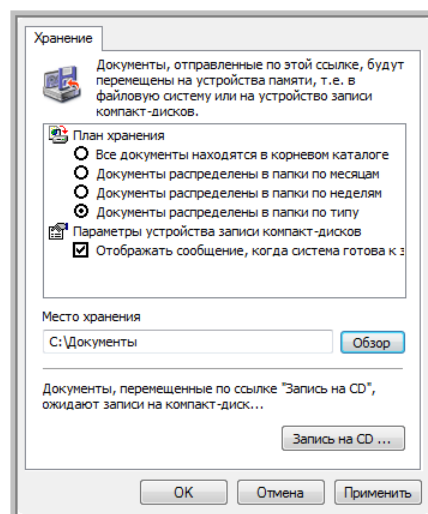 Хранение
Документы, отправленные по этой ссылке, будут
перемещены на устройства памяти, т.е. в
файловую систему или на устройство записи
компакт-дисков.
План хранения
Все документы находятся в корневом каталоге
Документы распределены в папки по месяцам
Документы распределены в папки по неделям
Документы распределены в папки по типу
Параметры устройства записи компакт-дисков
Отображать сообщение, когда система готова к з
Место хранения
C:\Документы
Обзор
Документы, перемещенные по ссылке "Запись на CD",
ожидают записи на компакт-диск...
Запись на CD ...
OK
Отмена
Применить